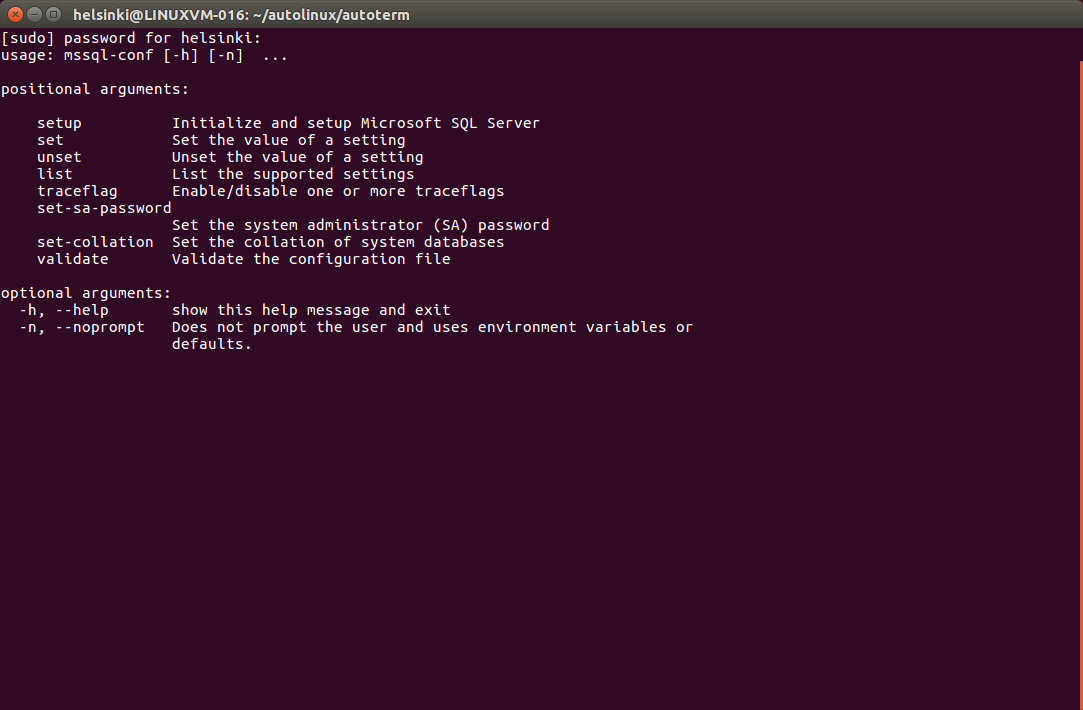 helsinki@LINUXVM-016: ~/autolinux/autoterm
[sudo] password for helsinki:
usage: mssql-conf [-h] [-n]  ...
positional arguments:
setup          Initialize and setup Microsoft SQL Server
set            Set the value of a setting
unset          Unset the value of a setting
list           List the supported settings
traceflag      Enable/disable one or more traceflags
set-sa-password
Set the system administrator (SA) password
set-collation  Set the collation of system databases
validate       Validate the configuration file
optional arguments:
-h, --help       show this help message and exit
-n, --noprompt   Does not prompt the user and uses environment variables or
defaults.